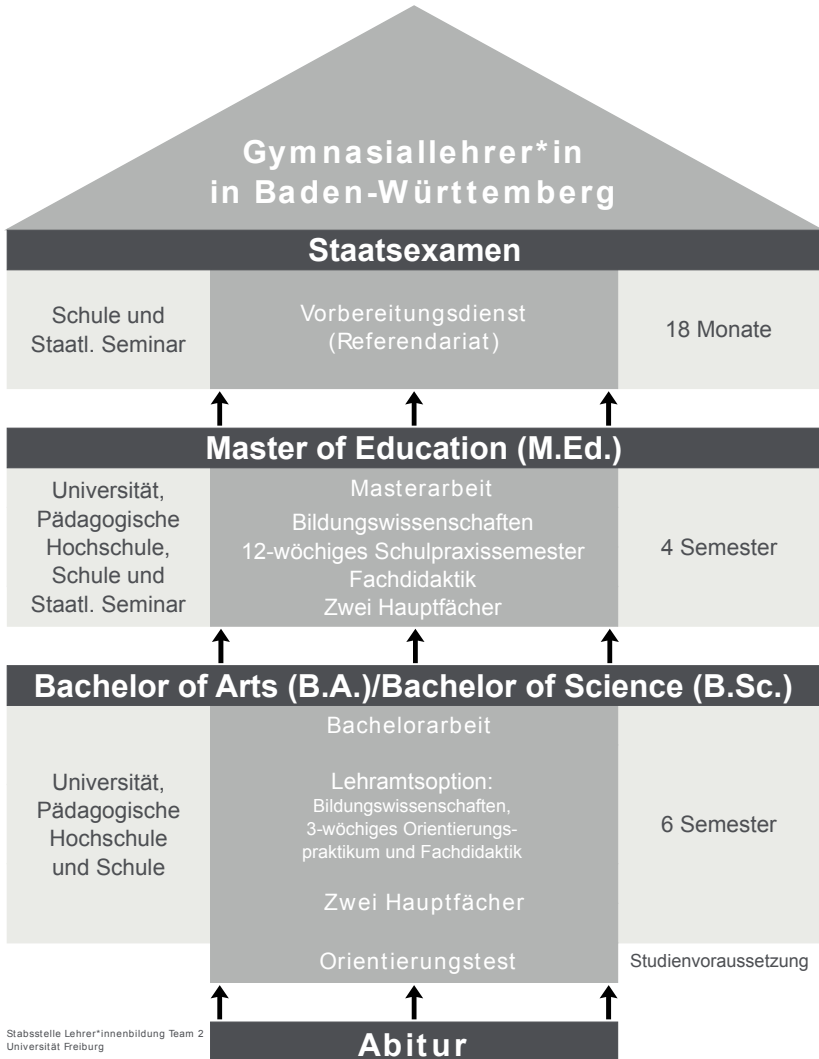 Gymnasiallehrer*in
in Baden-Württemberg
Staatsexamen
Schule und
Staatl. Seminar
Vorbereitungsdienst
(Referendariat)
18 Monate
Master of Education (M.Ed.)
Universität,
Pädagogische
Hochschule,
Schule und
Staatl. Seminar
Masterarbeit
Bildungswissenschaften
12-wöchiges Schulpraxissemester
Fachdidaktik
Zwei Hauptfächer
4 Semester
Bachelor of Arts (B.A.)/Bachelor of Science (B.Sc.)
Universität,
Pädagogische
Hochschule
und Schule
Bachelorarbeit
Lehramtsoption:
Bildungswissenschaften,
3-wöchiges Orientierungs-
praktikum und Fachdidaktik
Zwei Hauptfächer
Orientierungstest
6 Semester
Studienvoraussetzung
Abitur
Stabsstelle Lehrer*innenbildung Team 2
Universität Freiburg